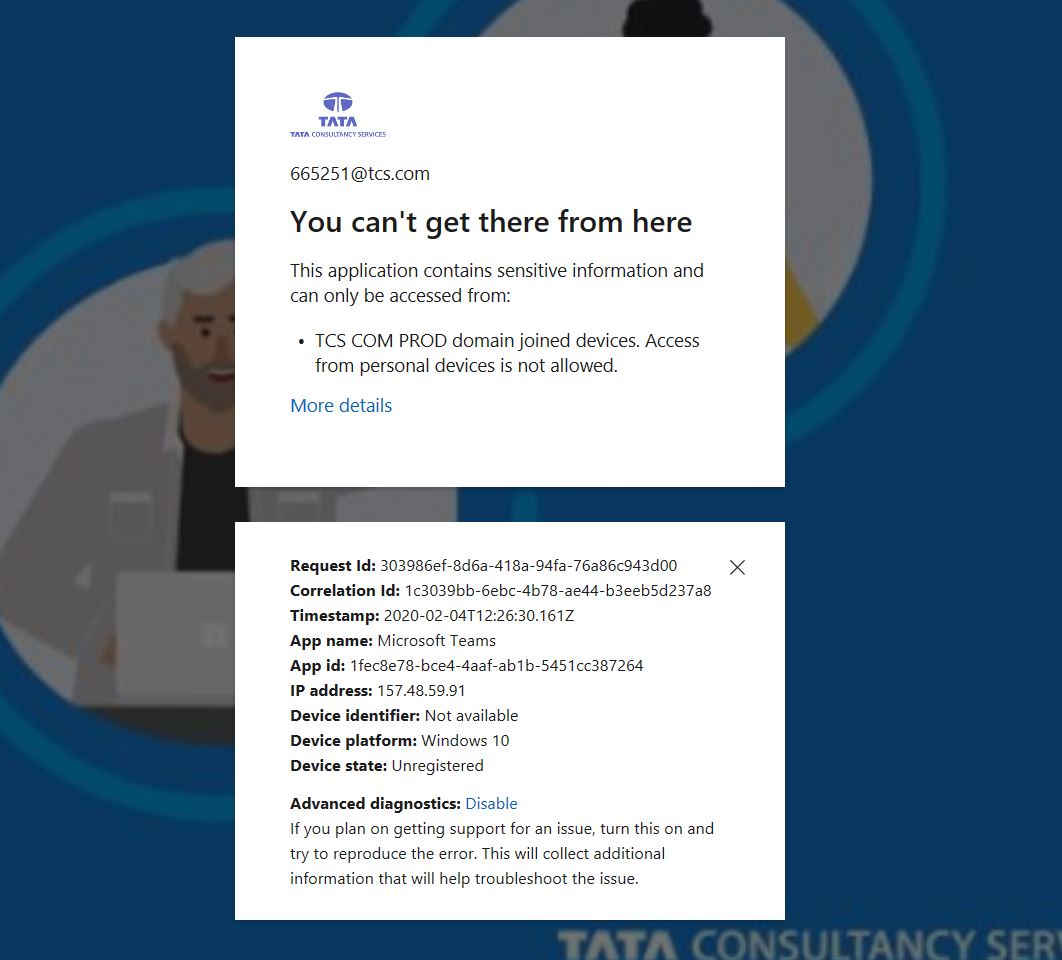 TATA
TATA CONSULTANCY SERVICES
665251@tcs.com
You can't get there from here
This application contains sensitive information and
can only be accessed from:
• TCS COM PROD domain joined devices. Access
from personal devices is not allowed.
More details
Request Id: 303986ef-8d6a-418a-94fa-76a86c943d00
Correlation Id: 1c3039bb-6ebc-4b78-ae44-b3eeb5d237a8
Timestamp: 2020-02-04T12:26:30.161Z
App name: Microsoft Teams
App id: 1fec8e78-bce4-4aaf-ab1b-5451cc387264
IP address: 157.48.59.91
Device identifier: Not available
Device platform: Windows 10
Device state: Unregistered
Advanced diagnostics: Disable
If you plan on getting support for an issue, turn this on and
try to reproduce the error. This will collect additional
information that will help troubleshoot the issue.
TATA CONSULTANCY SERV